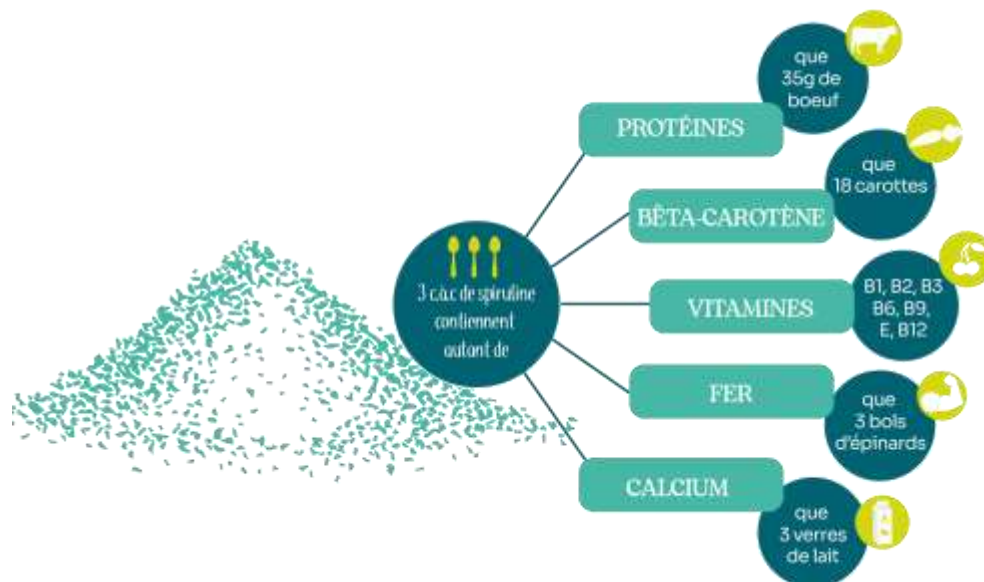 3 c.à.c de spiruline
contiennent
autant de
PROTÉINES
que
35g de
boeuf
BÊTA-CAROTÈNE
que
18 carottes
VITAMINES
B1, B2, B3
B6, B9,
E, B12
FER
que
3 bols
d'épinards
CALCIUM
que
3 verres
de lait